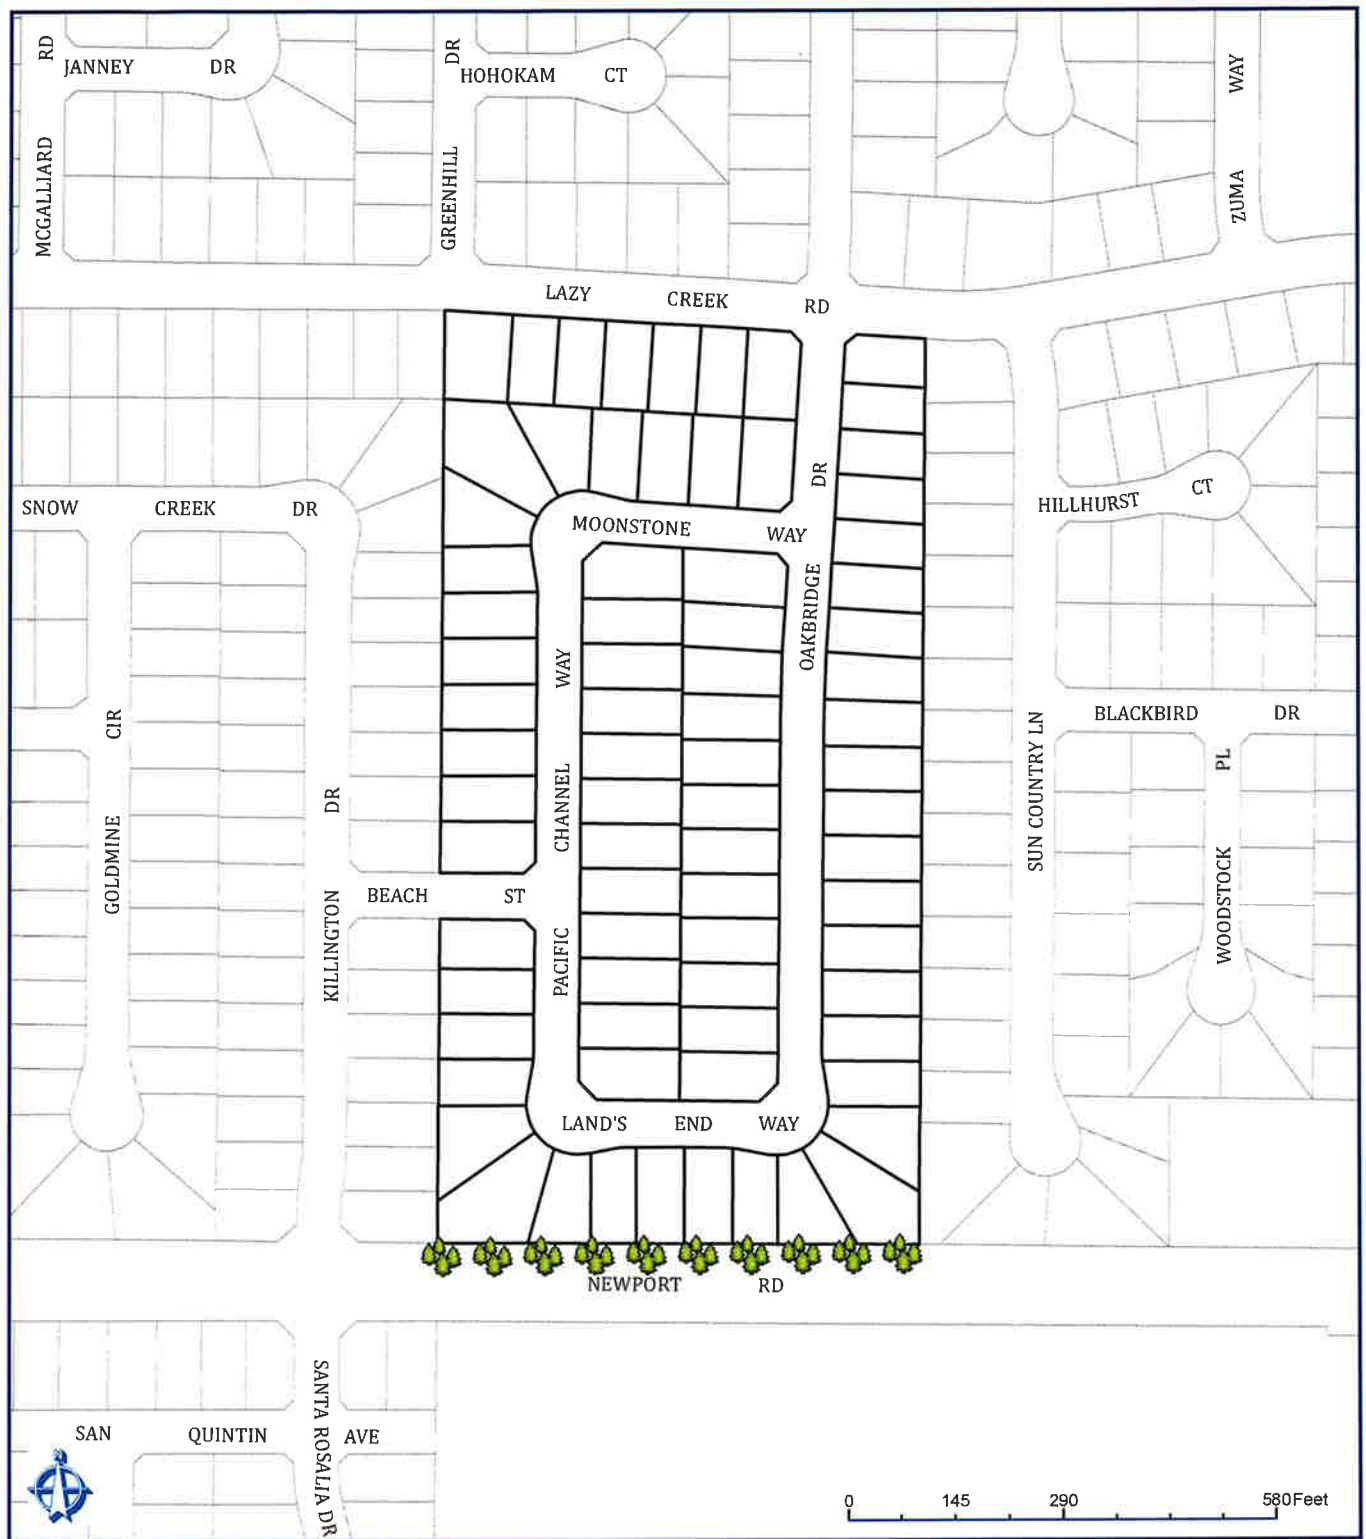 RD
JANNEY DR
MCGALLIARD
DR
HOHOKAM CT
GREENHILL
WAY
ZUMA
LAZY CREEK RD
SNOW CREEK DR
DR
HILLHURST CT
MOONSTONE WAY
OAKBRIDGE
WAY
CIR
BLACKBIRD DR
SUN COUNTRY LN
PL
DR
CHANNEL
GOLDMINE
WOODSTOCK
BEACH ST
KILLINGTON
PACIFIC
LAND'S END WAY
NEWPORT RD
SANTA ROSALIA DR
SAN QUINTIN AVE
0 145 290 580 Feet